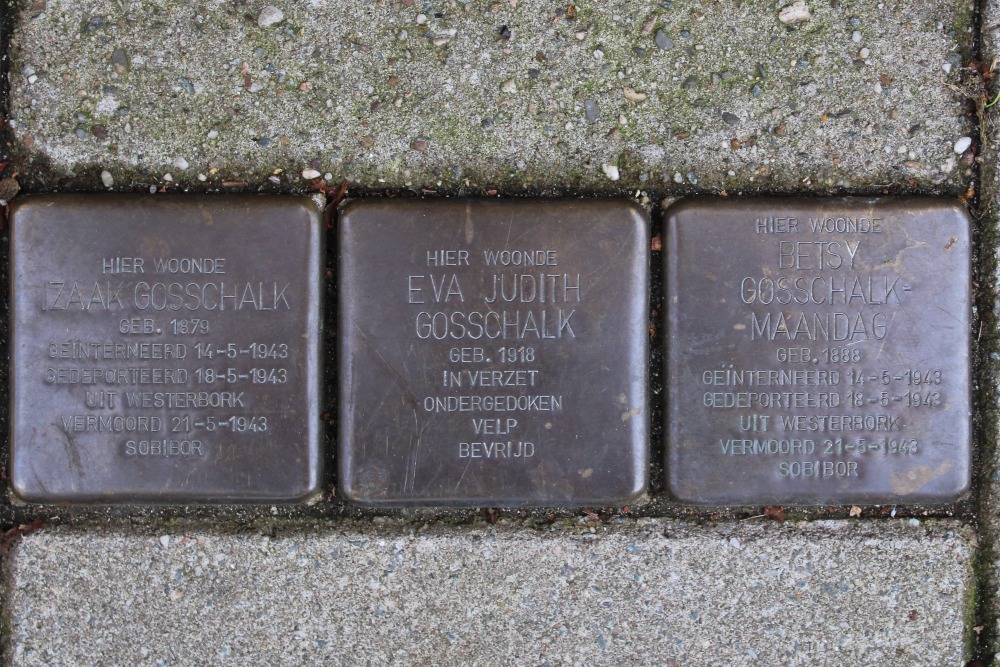 HIER WOONDE
IZAAK GOSSCHALK
GEB. 1879
GEÏNTERNEERD 14-5-1943
GEDEPORTEERD 18-5-1943
UIT WESTERBORK
VERMOORD 21-5-1943
SOBIBOR
HIER WOONDE
EVA JUDITH
GOSSCHALK
GEB. 1918
IN VERZET
ONDERGEDOKEN
VELP
BEVRIJD
HIER WOONDE
BETSY
GOSSCHALK-
MAANDAG
GEB. 1888
GEÏNTERNEERD 14-5-1943
GEDEPORTEERD 18-5-1943
UIT WESTERBORK
VERMOORD 21-5-1943
SOBIBOR